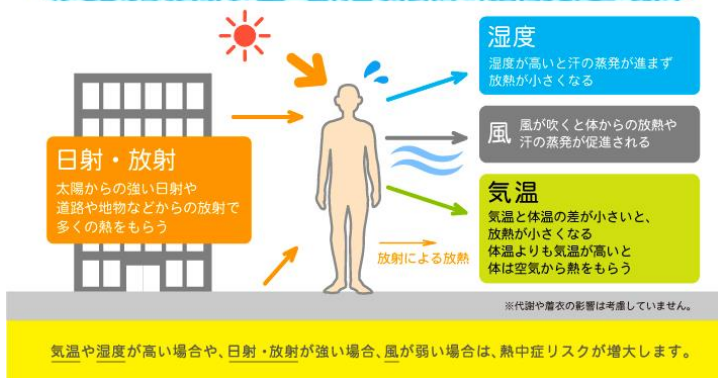 湿度
湿度が高いと汗の蒸発が進まず
放熱が小さくなる
風
風が吹くと体からの放熱や
汗の蒸発が促進される
日射・放射
太陽からの強い日射や
道路や地物などからの放射で
多くの熱をもらう
気温
気温と体温の差が小さいと、
放熱が小さくなる
体温よりも気温が高いと
体は空気から熱をもらう
放射による放熱
※代謝や着衣の影響は考慮していません。
気温や湿度が高い場合や、日射・放射が強い場合、風が弱い場合は、熱中症リスクが増大します。